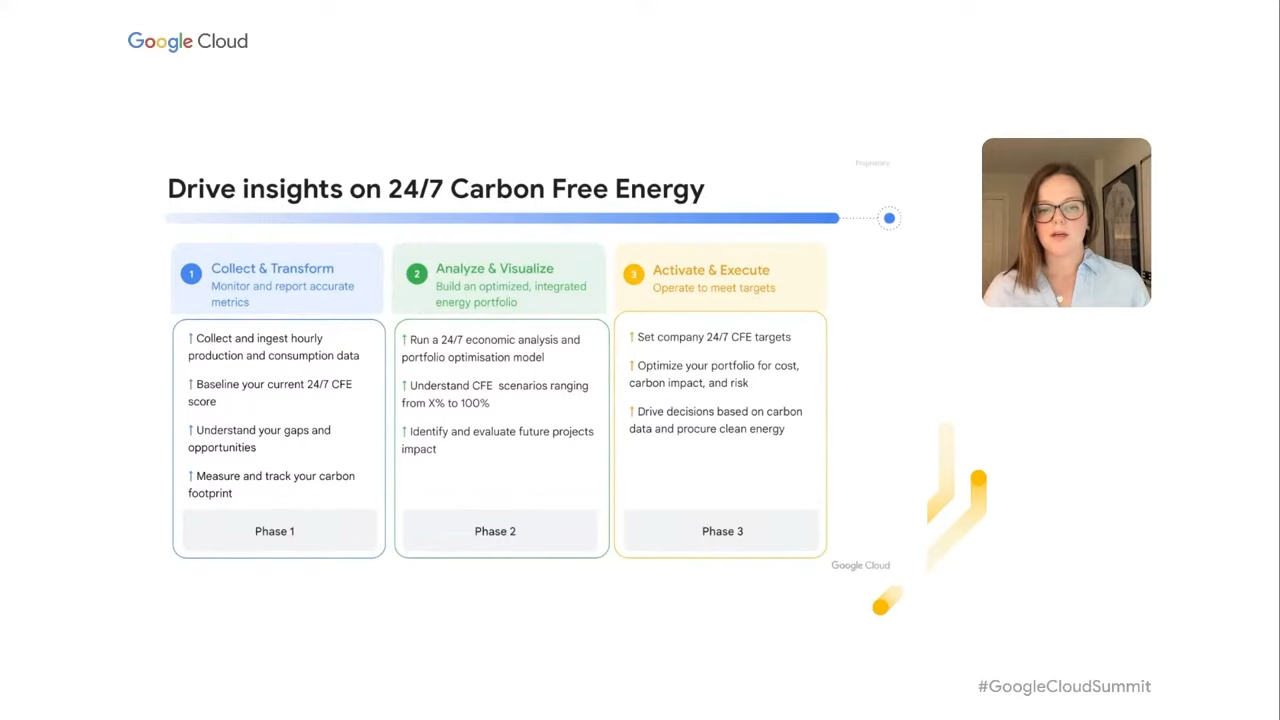 Google Cloud
Proprietary
Drive insights on 24/7 Carbon Free Energy
1
Collect & Transform
Monitor and report accurate
metrics
↑ Collect and ingest hourly
production and consumption data
↑ Baseline your current 24/7 CFE
score
↑ Understand your gaps and
opportunities
↑ Measure and track your carbon
footprint
Phase 1
2
Analyze & Visualize
Build an optimized, integrated
energy portfolio
↑ Run a 24/7 economic analysis and
portfolio optimisation model
↑ Understand CFE scenarios ranging
from X% to 100%
↑ Identify and evaluate future projects
impact
Phase 2
3
Activate & Execute
Operate to meet targets
↑ Set company 24/7 CFE targets
↑ Optimize your portfolio for cost,
carbon impact, and risk
↑ Drive decisions based on carbon
data and procure clean energy
Phase 3
Google Cloud
#GoogleCloudSummit